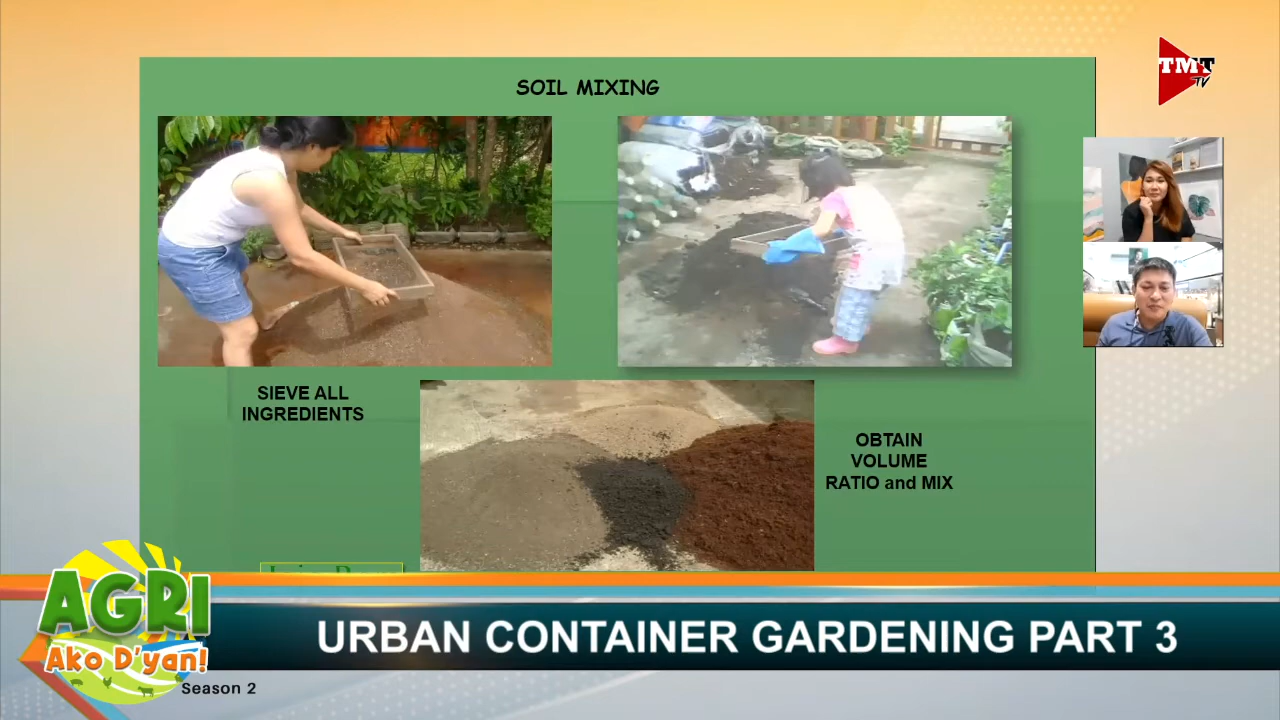 SOIL MIXING
TMT
TV
SIEVE ALL
INGREDIENTS
OBTAIN
VOLUME
RATIO and MIX
AGRI
Ako D'yan!
Season 2
URBAN CONTAINER GARDENING PART 3